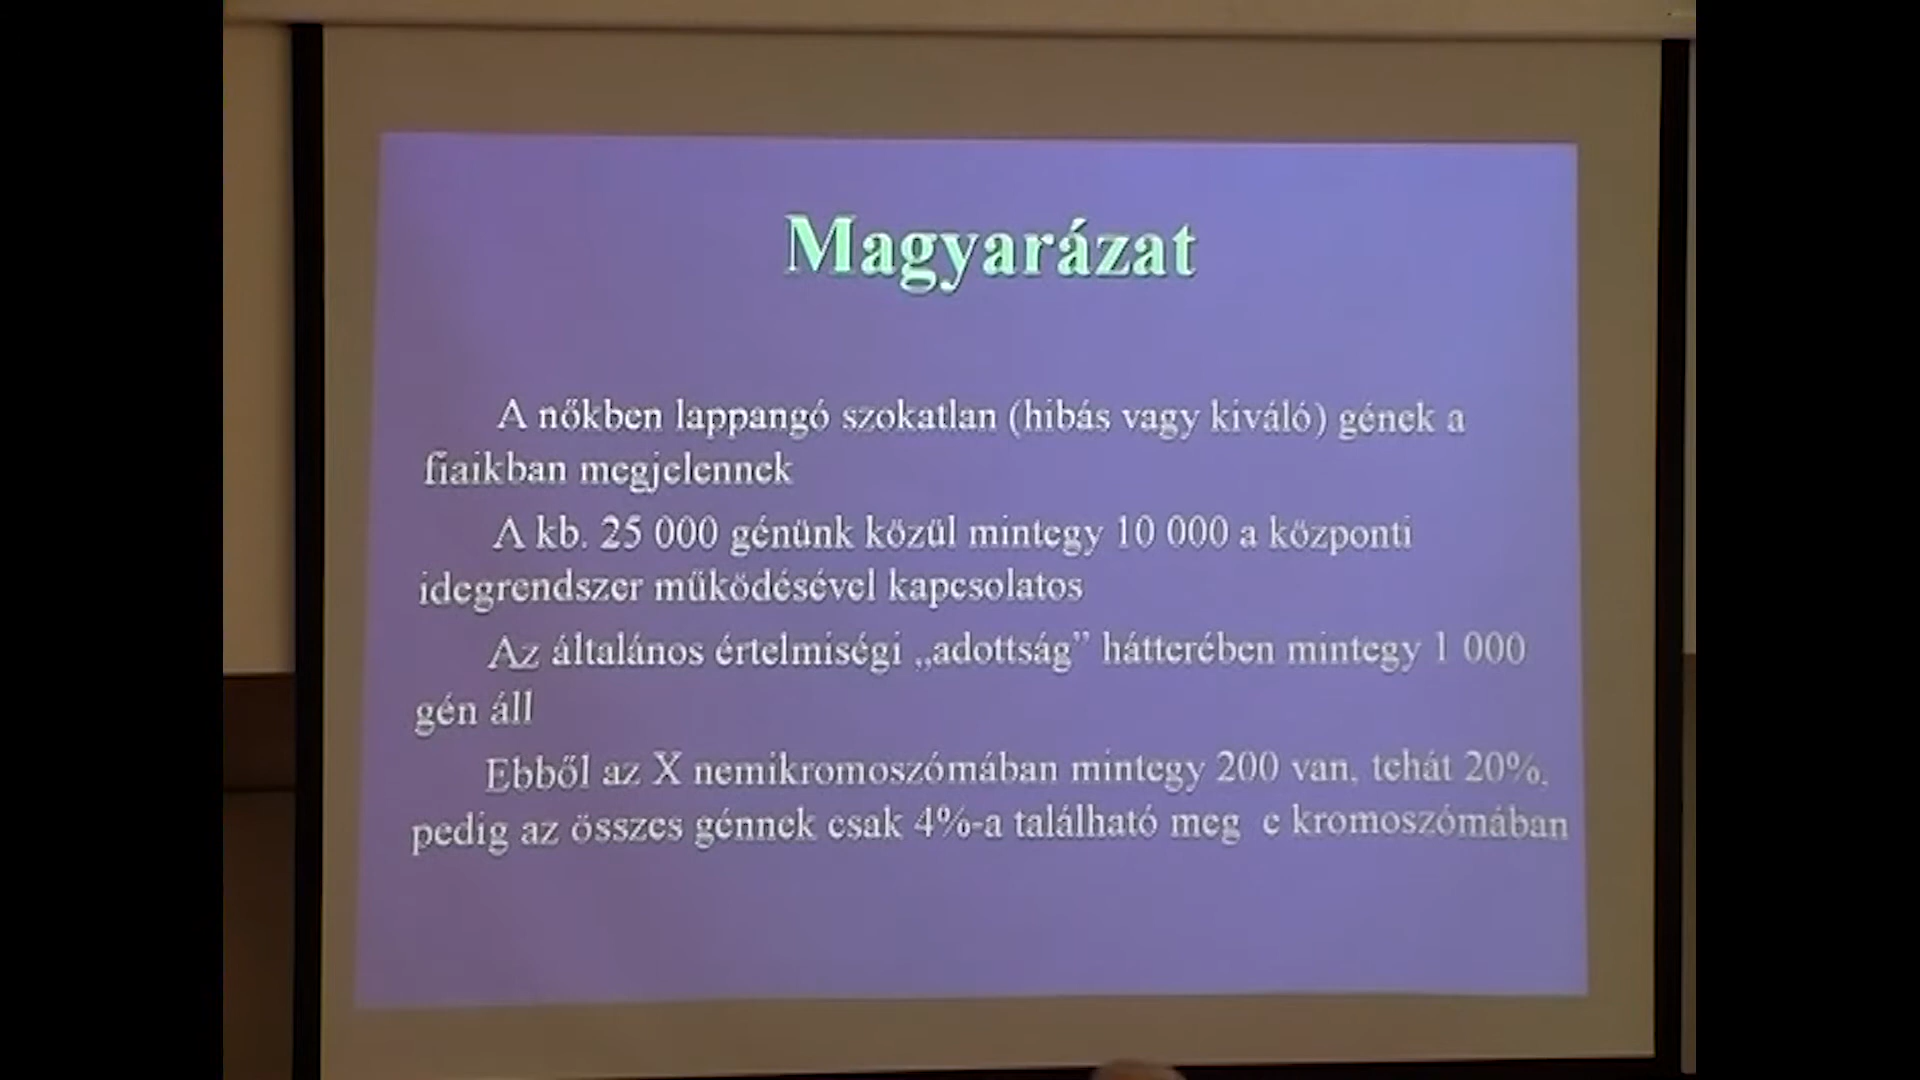 Magyarázat
A nőkben lappangó szokatlan (hibás vagy kiváló) gének a
fiaikban megjelennek
A kb. 25 000 génünk közül mintegy 10 000 a központi
idegrendszer működésével kapcsolatos
Az általános értelmiségi „adottság” hátterében mintegy 1 000
gén áll
Ebből az X nemikromoszómában mintegy 200 van, tehát 20%,
pedig az összes génnek csak 4%-a található meg e kromoszómában